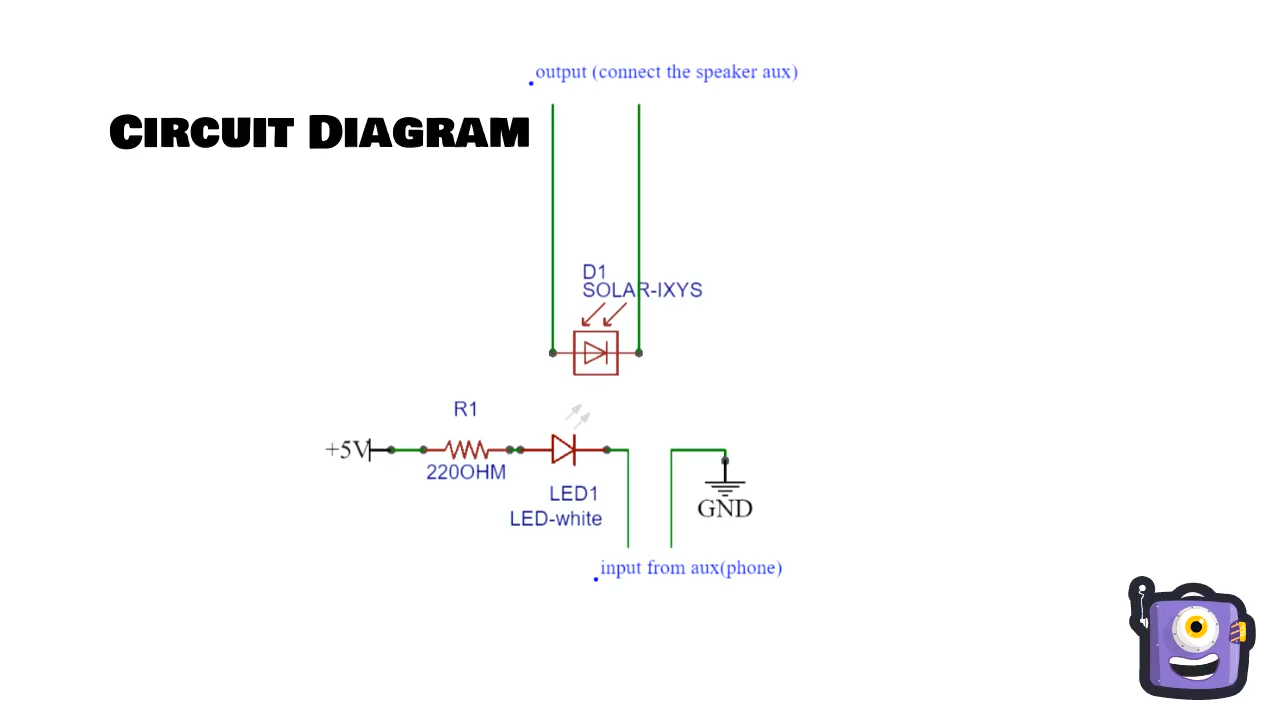 output (connect the speaker aux)
Circuit Diagram
D1
SOLAR-IXYS
R1
+5V
220OHM
LED1
LED-white
GND
input from aux(phone)